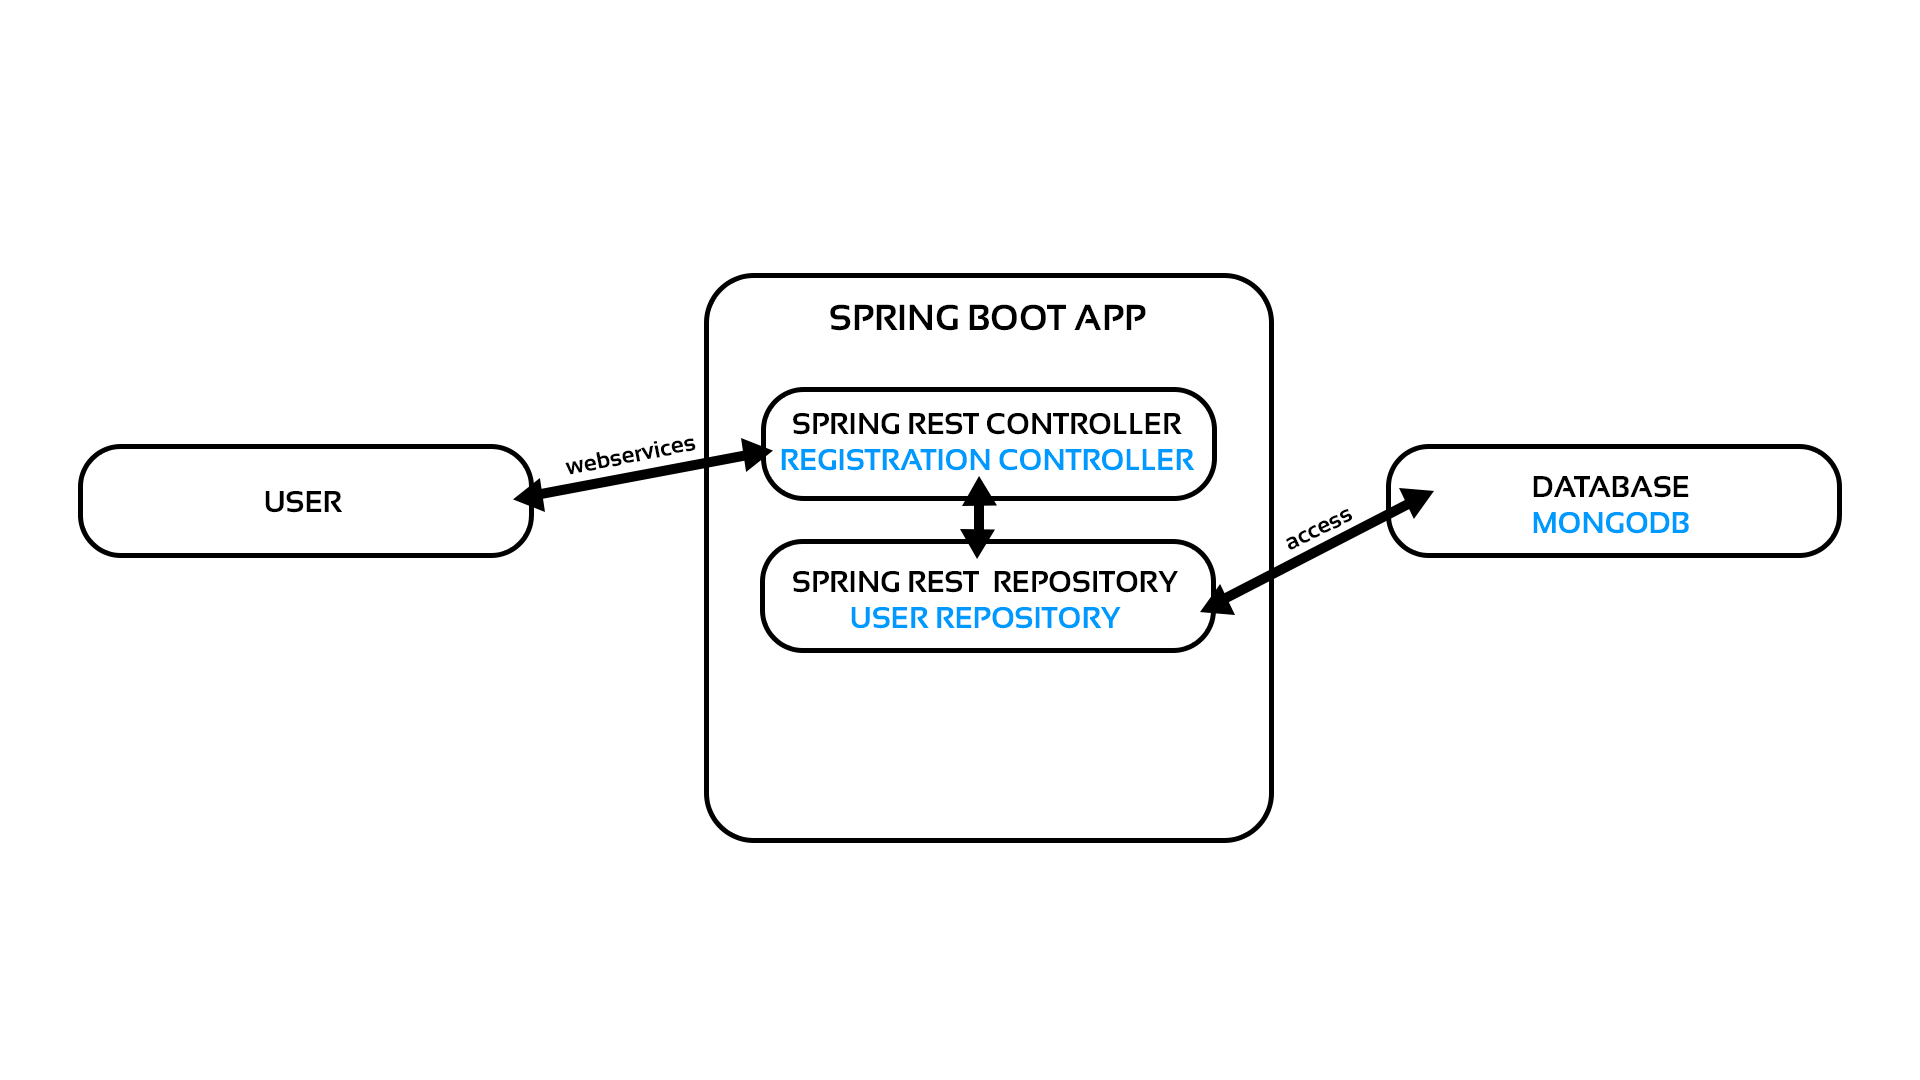 SPRING BOOT APP
SPRING REST CONTROLLER
REGISTRATION CONTROLLER
webservices
USER
DATABASE
MONGODB
access
SPRING REST REPOSITORY
USER REPOSITORY